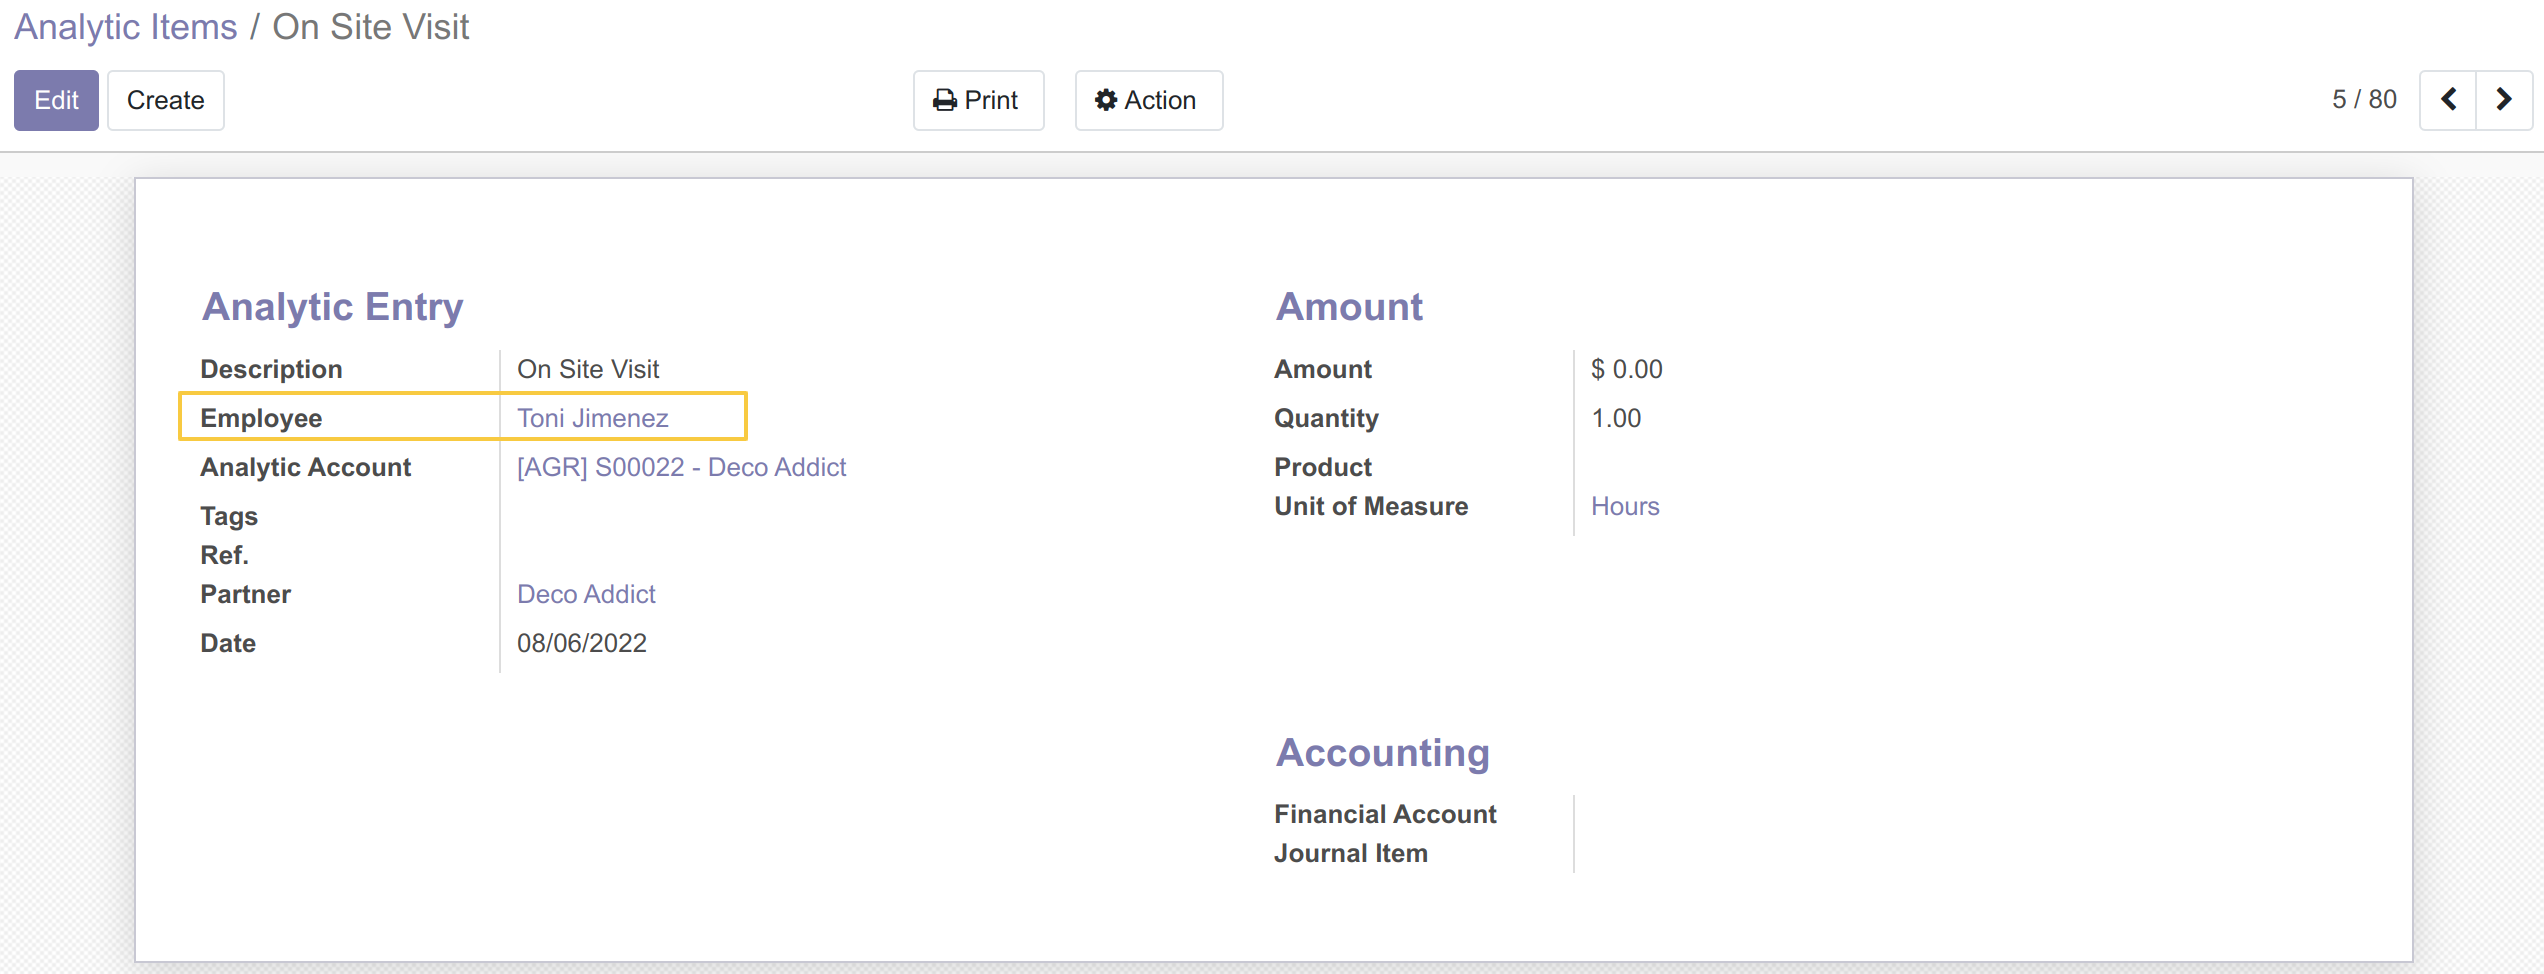 Analytic Items / On Site Visit
Edit
Create
Print
Action
5 / 80
Analytic Entry
Description On Site Visit
Employee Toni Jimenez
Analytic Account [AGR] S00022 - Deco Addict
Tags
Ref.
Partner Deco Addict
Date 08/06/2022
Amount
Amount $ 0.00
Quantity 1.00
Product
Unit of Measure Hours
Accounting
Financial Account
Journal Item